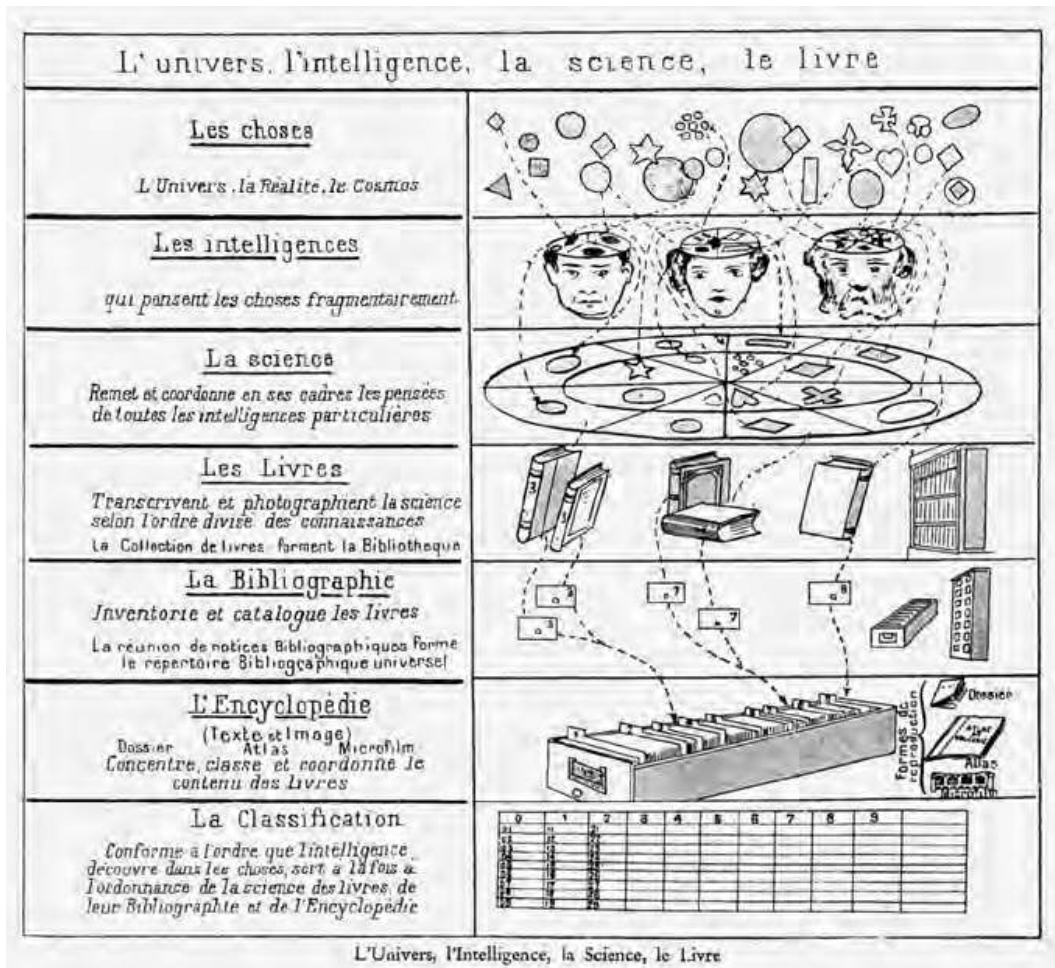 L'univers, l'intelligence, la science, le livre
Les choses
L'Univers, la Réalité, le Cosmos
Les intelligences
qui pensent les choses fragmentairement.
La science
Remet et coordonne en ses cadres les pensées
de toutes les intelligences particulières
Les Livres
Transcrivent et photographient la science
selon l'ordre divisé des connaissances
La Collection de livres forment la Bibliothèque
La Bibliographie
Inventorie et catalogue les livres
La réunion de notices Bibliographiques forme
le répertoire Bibliographique universel
L'Encyclopédie
(Texte et Image)
Dossier Atlas Microfilm
Concentre, classe et coordonne le
contenu des Livres
Formes de
reproduction
Dossier
Atlas
Microfilm
La Classification
Conforme à l'ordre que l'intelligence
découvre dans les choses, sert à la fois à
l'ordonnance de la science des livres, de
leur Bibliographie et de l'Encyclopédie
0 1 2 3 4 5 6 7 8 9
L'Univers, l'Intelligence, la Science, le Livre